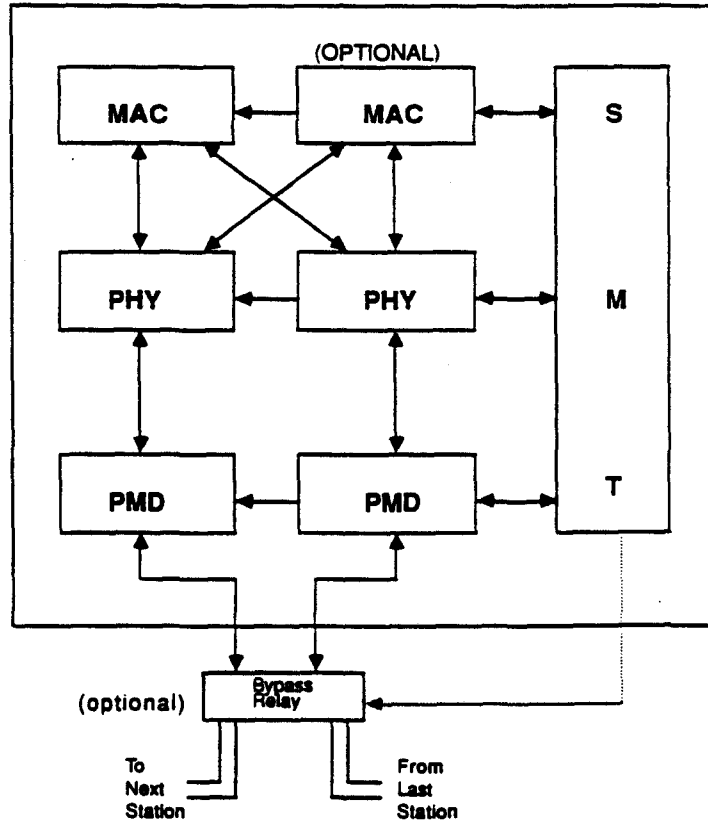 (OPTIONAL)
MAC MAC S
PHY PHY M
PMD PMD T
(optional)
Bypass
Relay
To
Next
Station
From
Last
Station